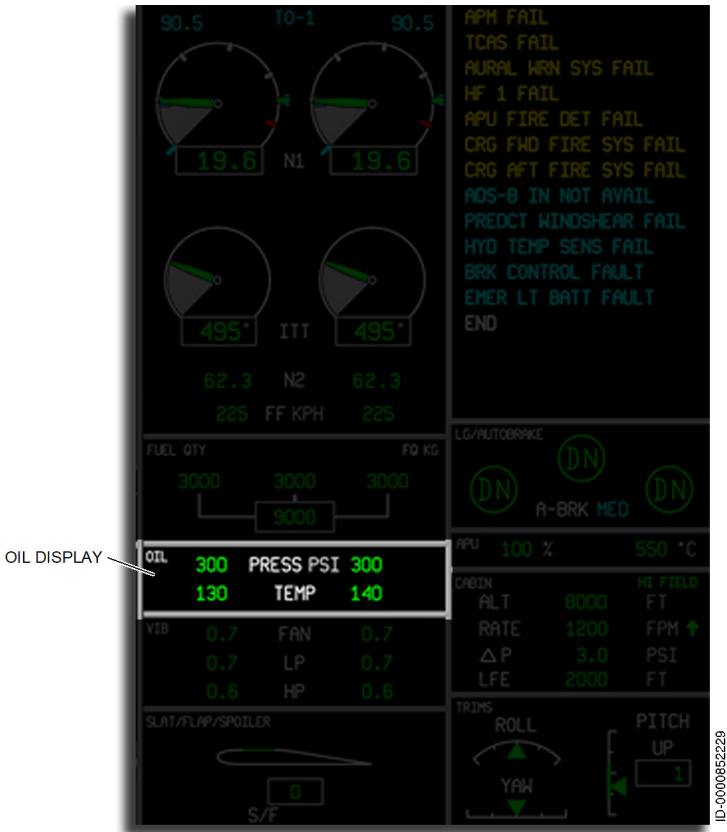 90.5 TO-1 90.5
19.6 N1 19.6
495° ITT 495°
62.3 N2 62.3
225 FF KPH 225
FUEL QTY FQ KG
3000 3000 3000
9000
OIL DISPLAY
OIL
300 PRESS PSI 300
130 TEMP 140
VIB
0.7 FAN 0.7
0.7 LP 0.7
0.6 HP 0.6
SLAT/FLAP/SPOILER
0
S/F
APM FAIL
TCAS FAIL
AURAL WRN SYS FAIL
HF 1 FAIL
APU FIRE DET FAIL
CRG FWD FIRE SYS FAIL
CRG AFT FIRE SYS FAIL
ADS-B IN NOT AVAIL
PREDCT WINDSHEAR FAIL
HYD TEMP SENS FAIL
BRK CONTROL FAULT
EMER LT BATT FAULT
END
LG/AUTOBRAKE
DN
DN DN
A-BRK MED
APU 100 % 550 °C
CABIN HI FIELD
ALT 8000 FT
RATE 1200 FPM
△P 3.0 PSI
LFE 2000 FT
TRIMS
ROLL PITCH
UP
YAW 1
ID-0000852229